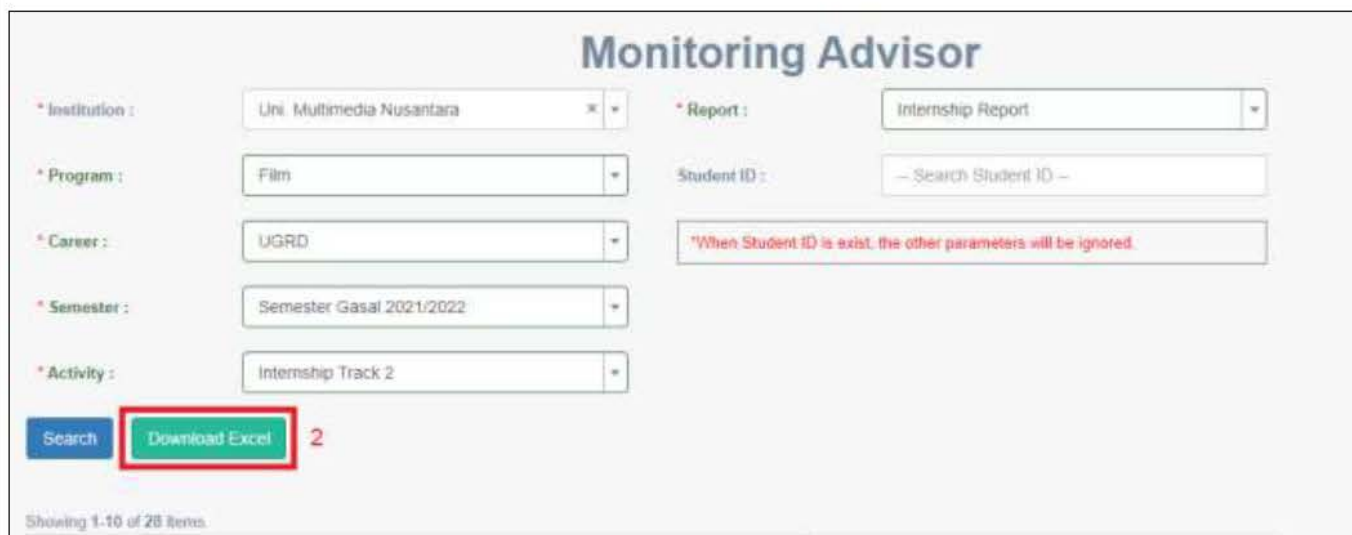 Monitoring Advisor
* Institution : Uni. Multimedia Nusantara × * Report : Internship Report
* Program : Film Student ID : -- Search Student ID --
* Career : UGRD *When Student ID is exist, the other parameters will be ignored.
* Semester : Semester Gasal 2021/2022
* Activity : Internship Track 2
Search Download Excel 2
Showing 1-10 of 28 items.